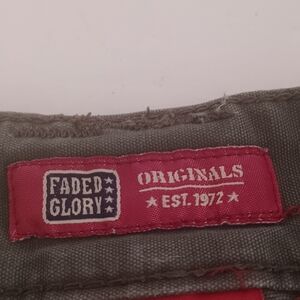 FADED
GLORY
ORIGINALS
★ EST. 1972 ★